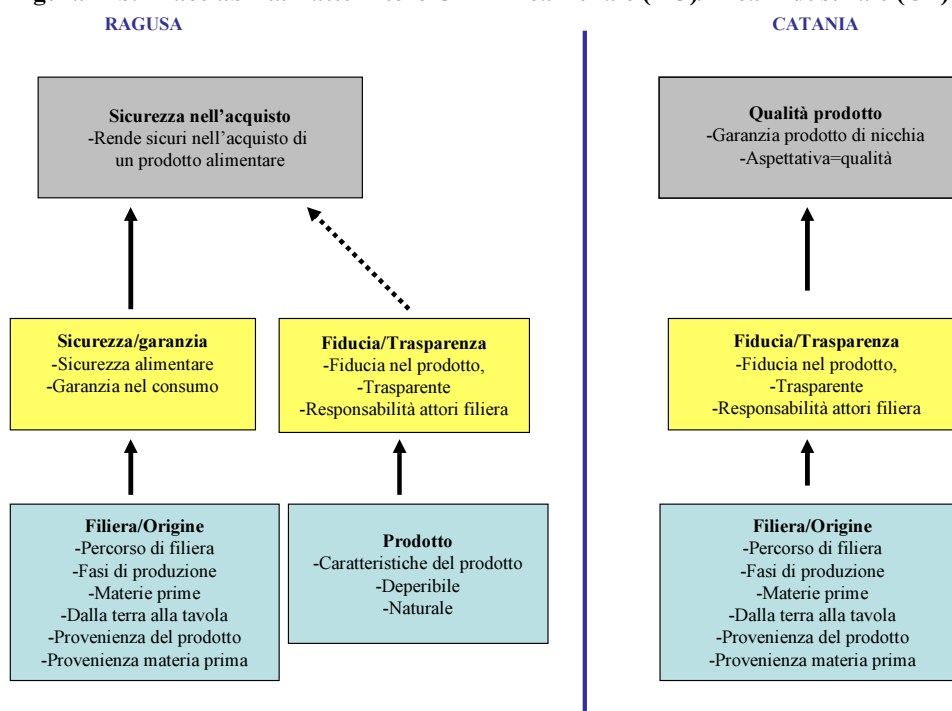 RAGUSA
CATANIA
Sicurezza nell'acquisto
-Rende sicuri nell'acquisto di
un prodotto alimentare
Qualità prodotto
-Garanzia prodotto di nicchia
-Aspettativa=qualità
Sicurezza/garanzia
-Sicurezza alimentare
-Garanzia nel consumo
Fiducia/Trasparenza
-Fiducia nel prodotto,
-Trasparente
-Responsabilità attori filiera
Fiducia/Trasparenza
-Fiducia nel prodotto,
-Trasparente
-Responsabilità attori filiera
Filiera/Origine
-Percorso di filiera
-Fasi di produzione
-Materie prime
-Dalla terra alla tavola
-Provenienza del prodotto
-Provenienza materia prima
Prodotto
-Caratteristiche del prodotto
-Deperibile
-Naturale
Filiera/Origine
-Percorso di filiera
-Fasi di produzione
-Materie prime
-Dalla terra alla tavola
-Provenienza del prodotto
-Provenienza materia prima